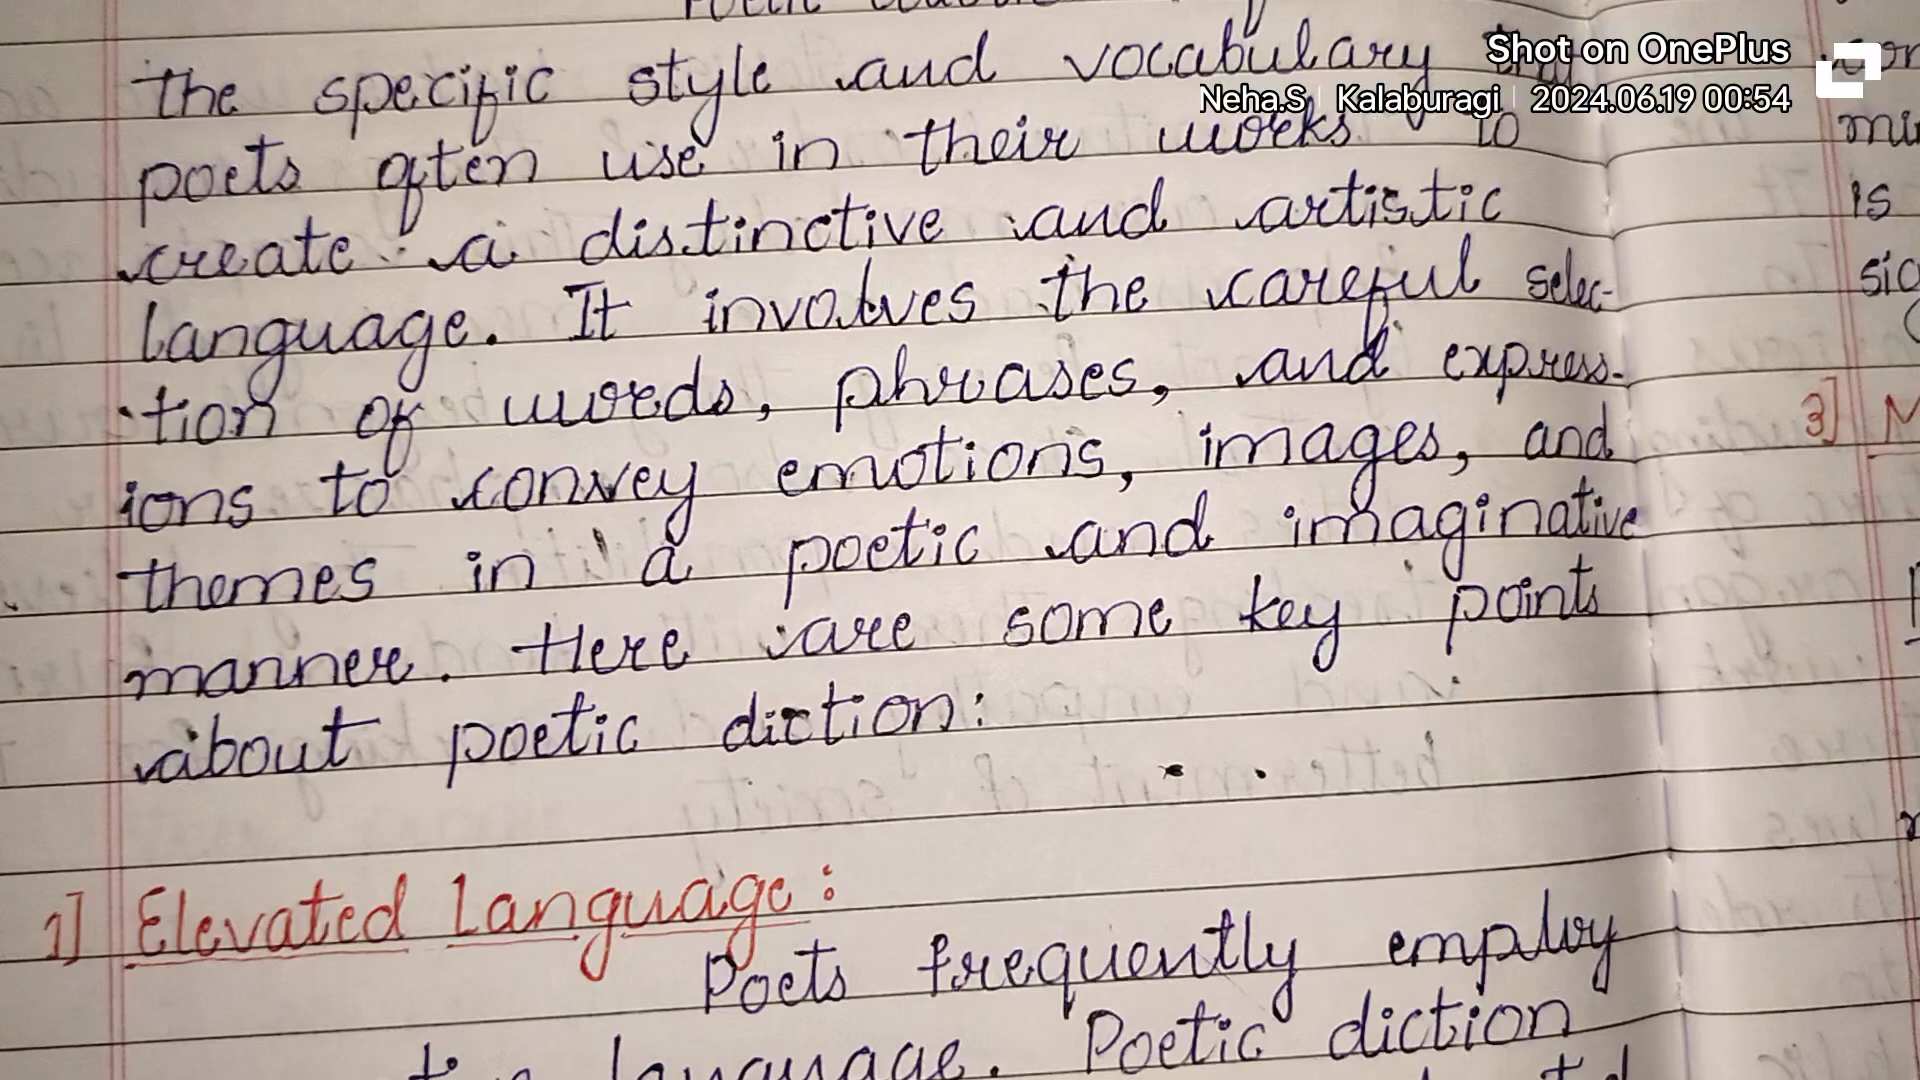 Poetic
the specific style and vocabulary
poets often use in their works to
create a distinctive and artistic
language. It involves the careful selec-
tion of words, phrases, and express-
ions to convey emotions, images, and
themes in a poetic and imaginative
manner. Here are some key points
about poetic diction:
1] Elevated Language:
Poets frequently employ
language. Poetic diction
is
3]
Shot on OnePlus
Neha.S | Kalaburagi | 2024.06.19 00:54